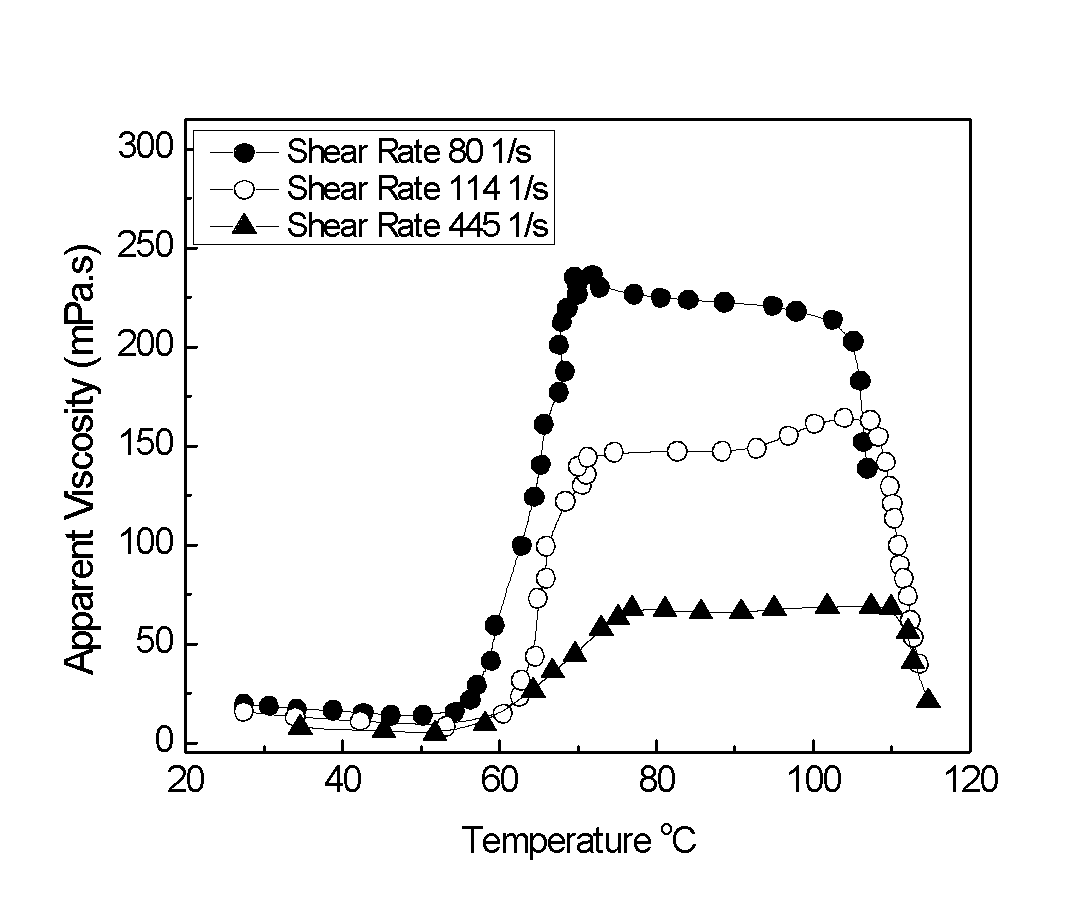 300
250
200
150
100
50
0
Apparent Viscosity (mPa.s)
Shear Rate 80 1/s
Shear Rate 114 1/s
Shear Rate 445 1/s
20 40 60 80 100 120
Temperature °C